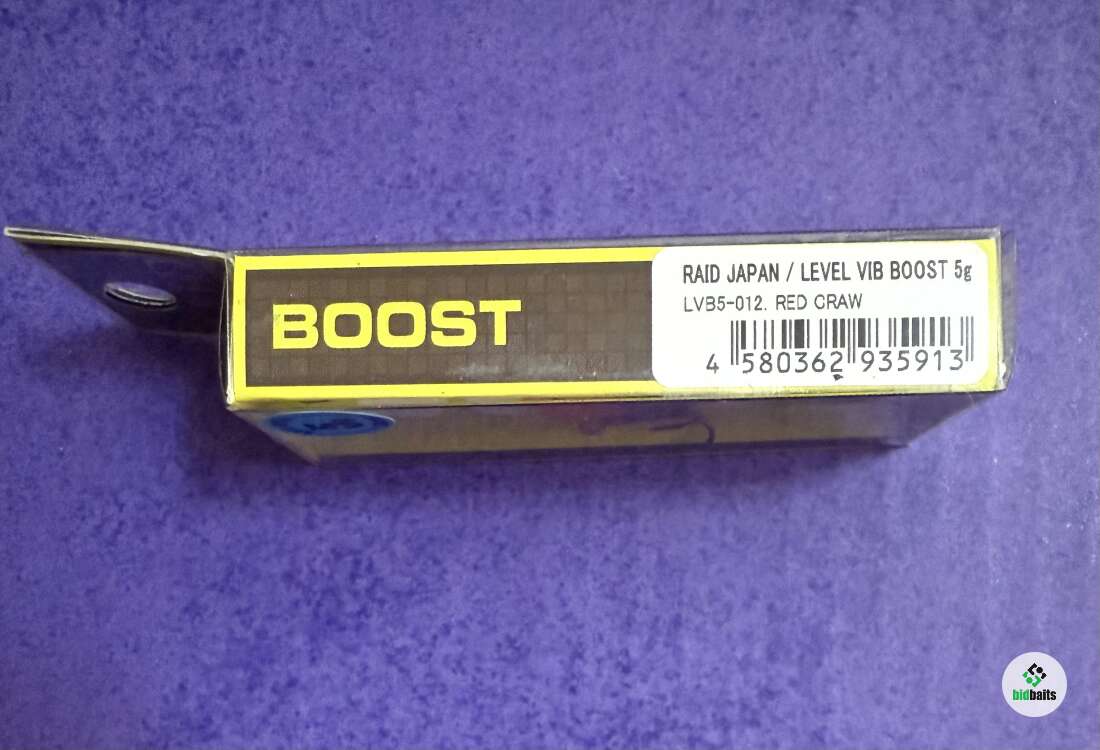 BOOST
RAID JAPAN / LEVEL VIB BOOST 5g
LVB5-012. RED CRAW
4 580362 935913
bidbaits